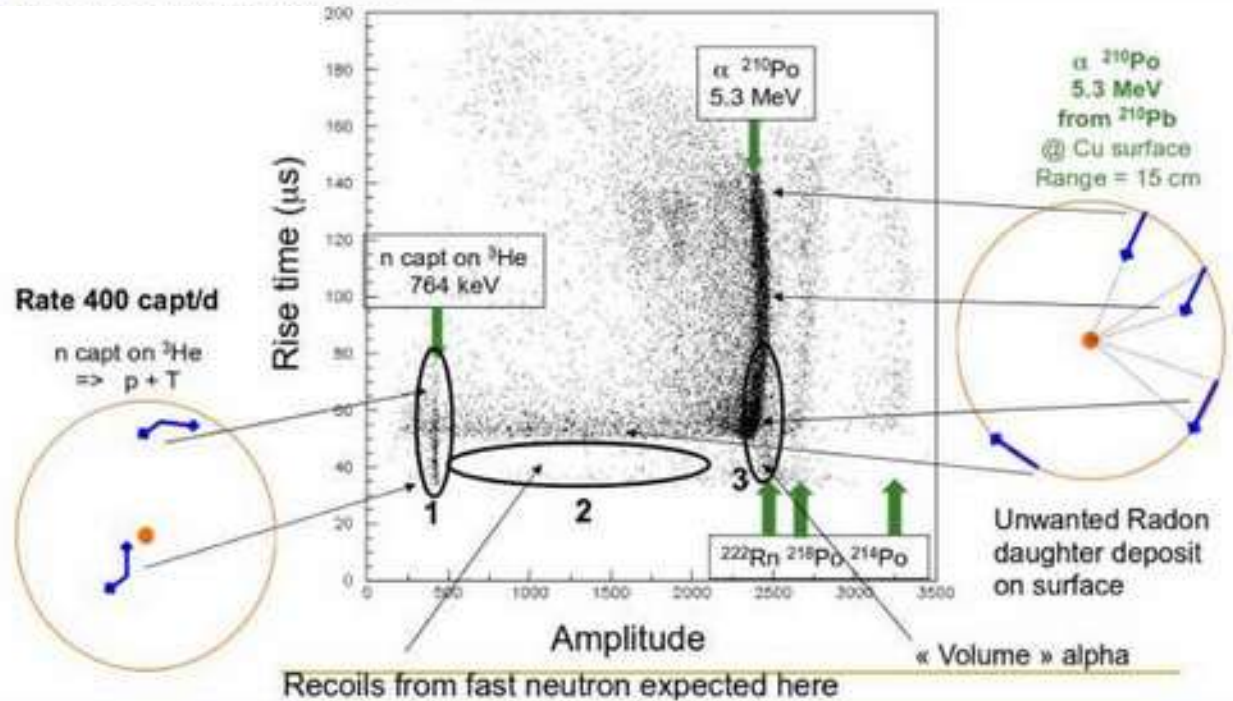 α ²¹⁰Po
5.3 MeV
n capt on ³He
764 keV
Rate 400 capt/d
n capt on ³He
=> p + T
Rise time (µs)
200
180
160
140
120
100
80
60
40
20
0
0
500
1000
1500
2000
2500
3000
3500
1
2
3
²²²Rn ²¹⁸Po ²¹⁴Po
Amplitude
α ²¹⁰Po
5.3 MeV
from ²¹⁰Pb
@ Cu surface
Range = 15 cm
Unwanted Radon
daughter deposit
on surface
« Volume » alpha
Recoils from fast neutron expected here